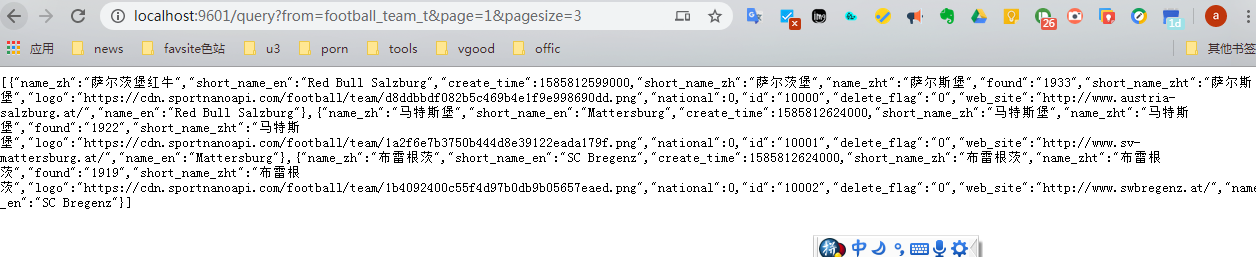 localhost:9601/query?from=football_team_t&page=1&pagesize=3
26
1d
a
应用 news favsite色站 u3 porn tools vgood offic 其他书签
[{"name_zh":"萨尔茨堡红牛","short_name_en":"Red Bull Salzburg","create_time":1585812599000,"short_name_zh":"萨尔茨堡","name_zht":"萨尔斯堡","found":"1933","short_name_zht":"萨尔斯
堡","logo":"https://cdn.sportnanoapi.com/football/team/d8ddbbdf082b5c469b4e1f9e998690dd.png","national":0,"id":"10000","delete_flag":"0","web_site":"http://www.austria-
salzburg.at/","name_en":"Red Bull Salzburg"},{"name_zh":"马特斯堡","short_name_en":"Mattersburg","create_time":1585812624000,"short_name_zh":"马特斯堡","name_zht":"马特斯
堡","found":"1922","short_name_zht":"马特斯
堡","logo":"https://cdn.sportnanoapi.com/football/team/1a2f6e7b3750b444d8e39122eada179f.png","national":0,"id":"10001","delete_flag":"0","web_site":"http://www.sv-
mattersburg.at/","name_en":"Mattersburg"},{"name_zh":"布雷根茨","short_name_en":"SC Bregenz","create_time":1585812624000,"short_name_zh":"布雷根茨","name_zht":"布雷根
茨","found":"1919","short_name_zht":"布雷根
茨","logo":"https://cdn.sportnanoapi.com/football/team/1b4092400c55f4d97b0db9b05657eaed.png","national":0,"id":"10002","delete_flag":"0","web_site":"http://www.swbregenz.at/","name
_en":"SC Bregenz"}]
拼 中